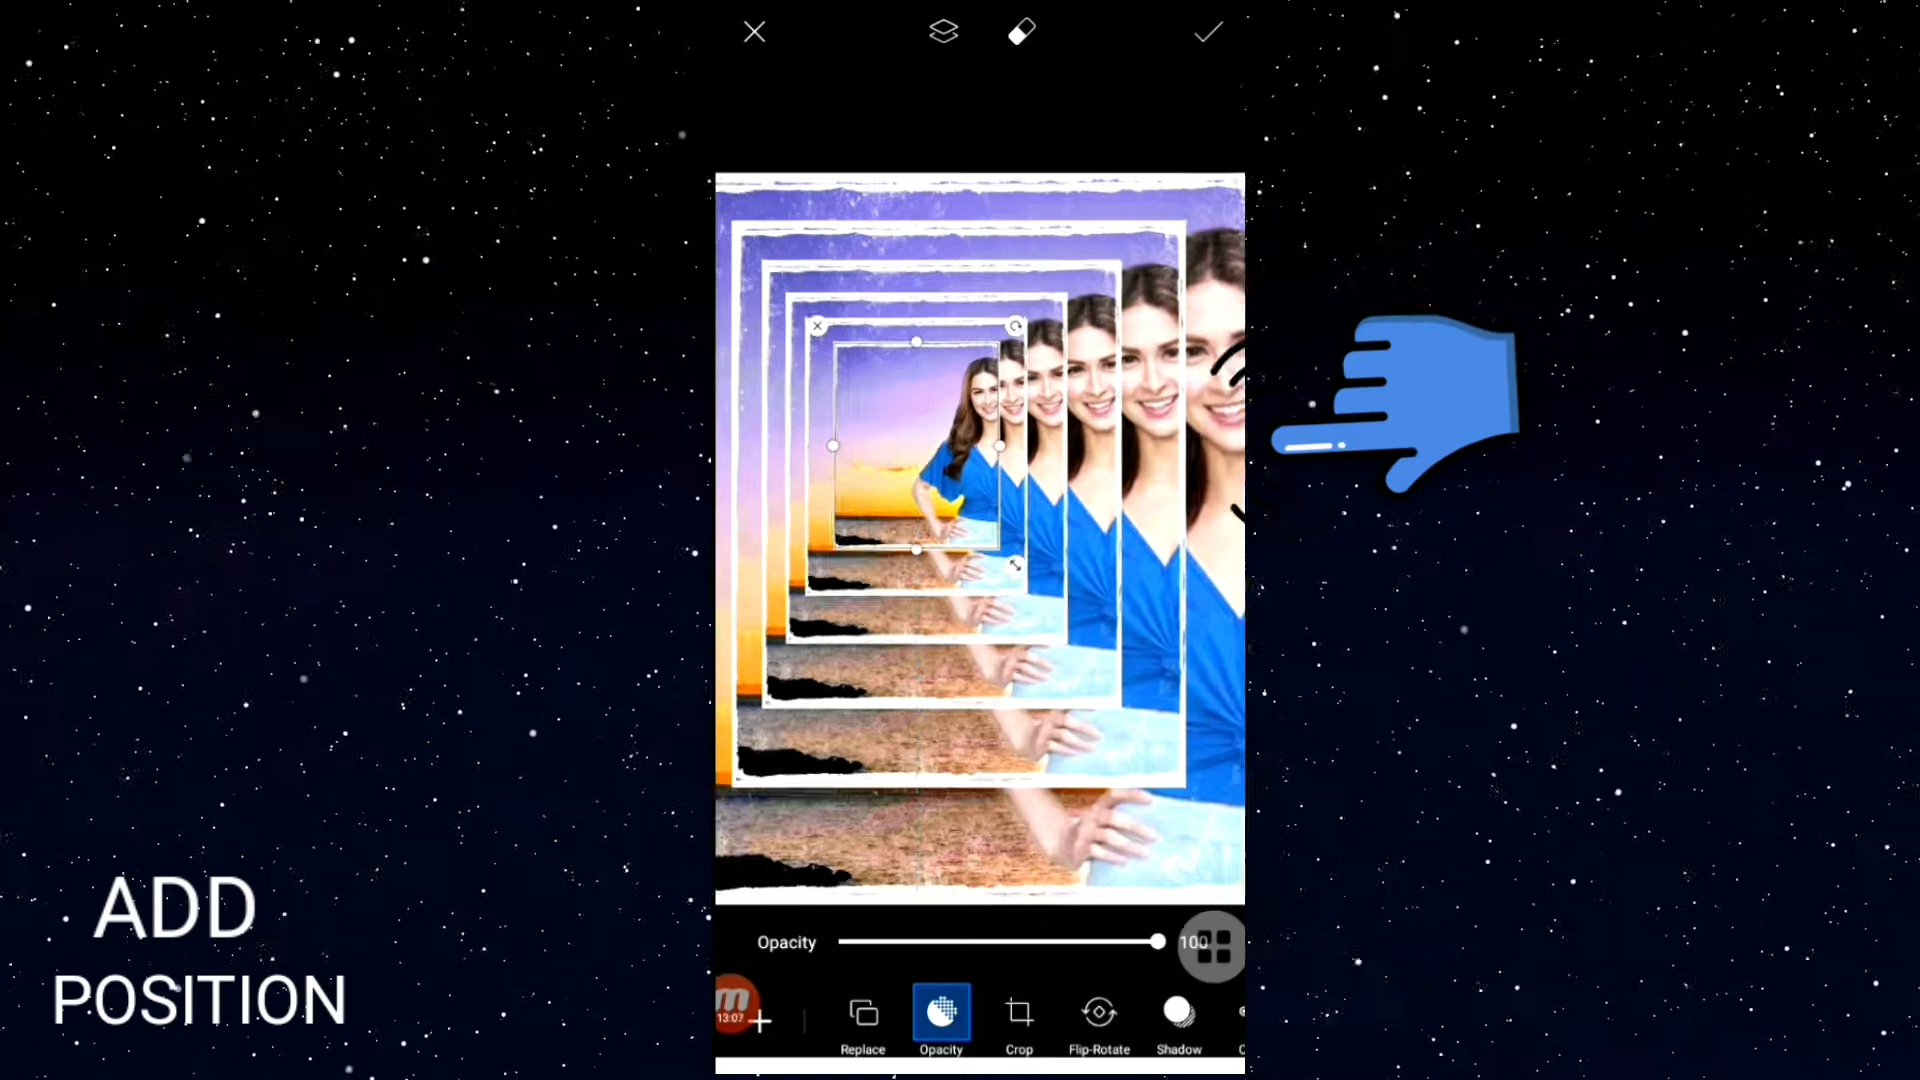 Opacity 100
m
13:07
Replace Opacity Crop Flip-Rotate Shadow
ADD
POSITION